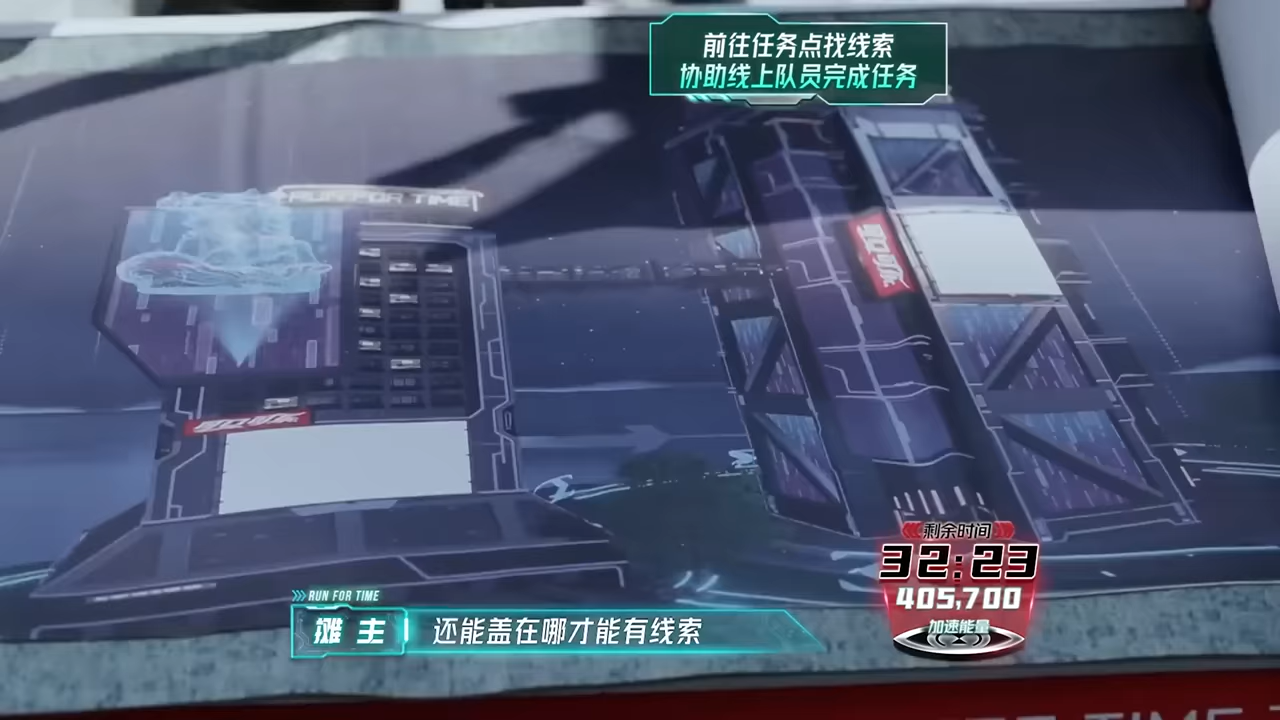 前往任务点找线索
协助线上队员完成任务
RUN FOR TIME
剩余时间
32:23
405,700
加速能量
RUN FOR TIME
摊主
还能盖在哪才能有线索